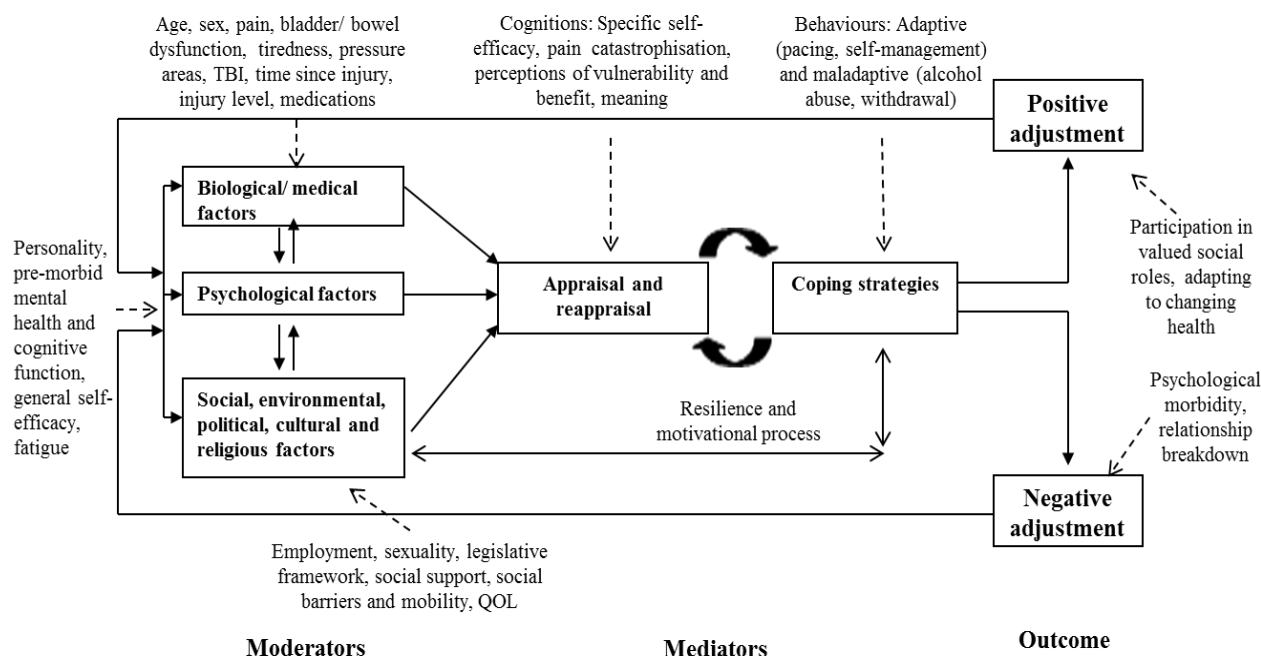 Age, sex, pain, bladder/ bowel
dysfunction, tiredness, pressure
areas, TBI, time since injury,
injury level, medications
Cognitions: Specific self-
efficacy, pain catastrophisation,
perceptions of vulnerability and
benefit, meaning
Behaviours: Adaptive
(pacing, self-management)
and maladaptive (alcohol
abuse, withdrawal)
Positive
adjustment
Biological/ medical
factors
Personality,
pre-morbid
mental
health and
cognitive
function,
general self-
efficacy,
fatigue
Psychological factors
Appraisal and
reappraisal
Coping strategies
Participation in
valued social
roles, adapting
to changing
health
Social, environmental,
political, cultural and
religious factors
Resilience and
motivational process
Psychological
morbidity,
relationship
breakdown
Negative
adjustment
Employment, sexuality, legislative
framework, social support, social
barriers and mobility, QOL
Moderators
Mediators
Outcome